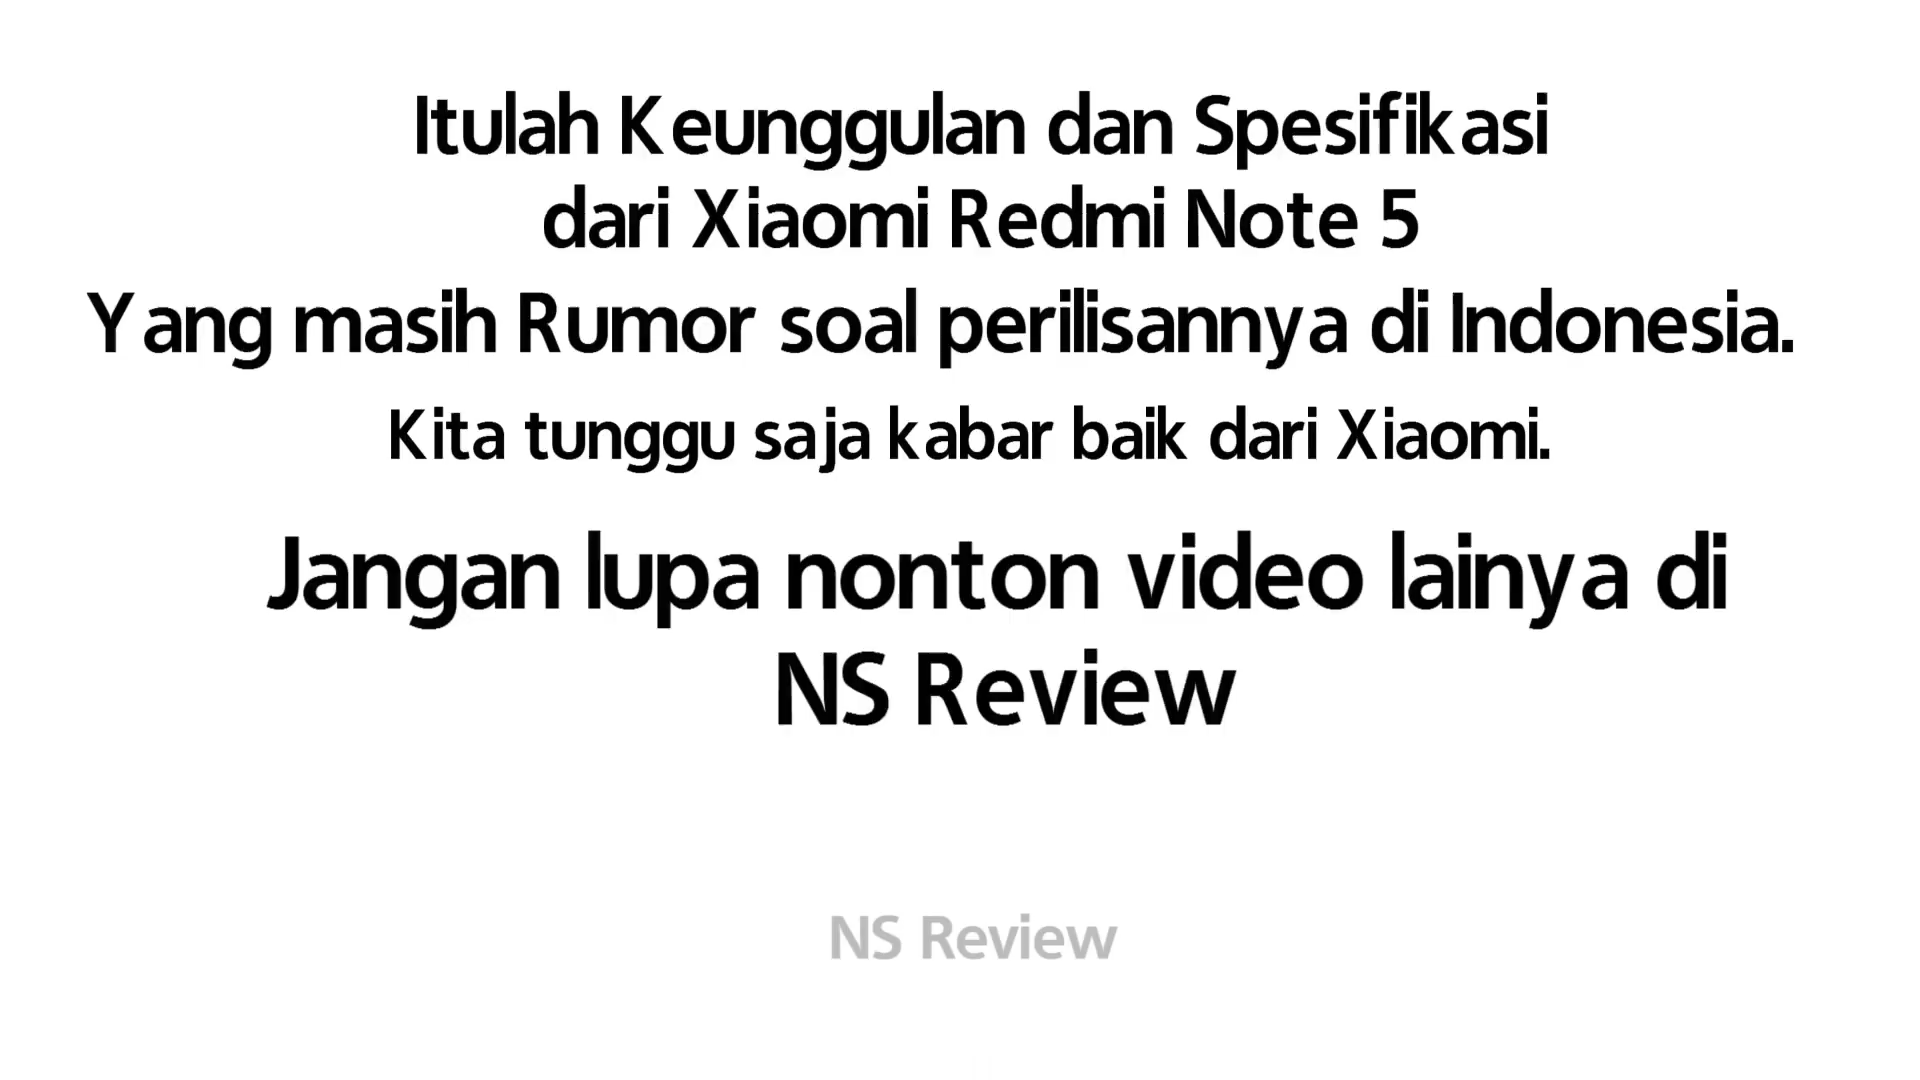 Itulah Keunggulan dan Spesifikasi
dari Xiaomi Redmi Note 5
Yang masih Rumor soal perilisannya di Indonesia.
Kita tunggu saja kabar baik dari Xiaomi.
Jangan lupa nonton video lainya di
NS Review
NS Review